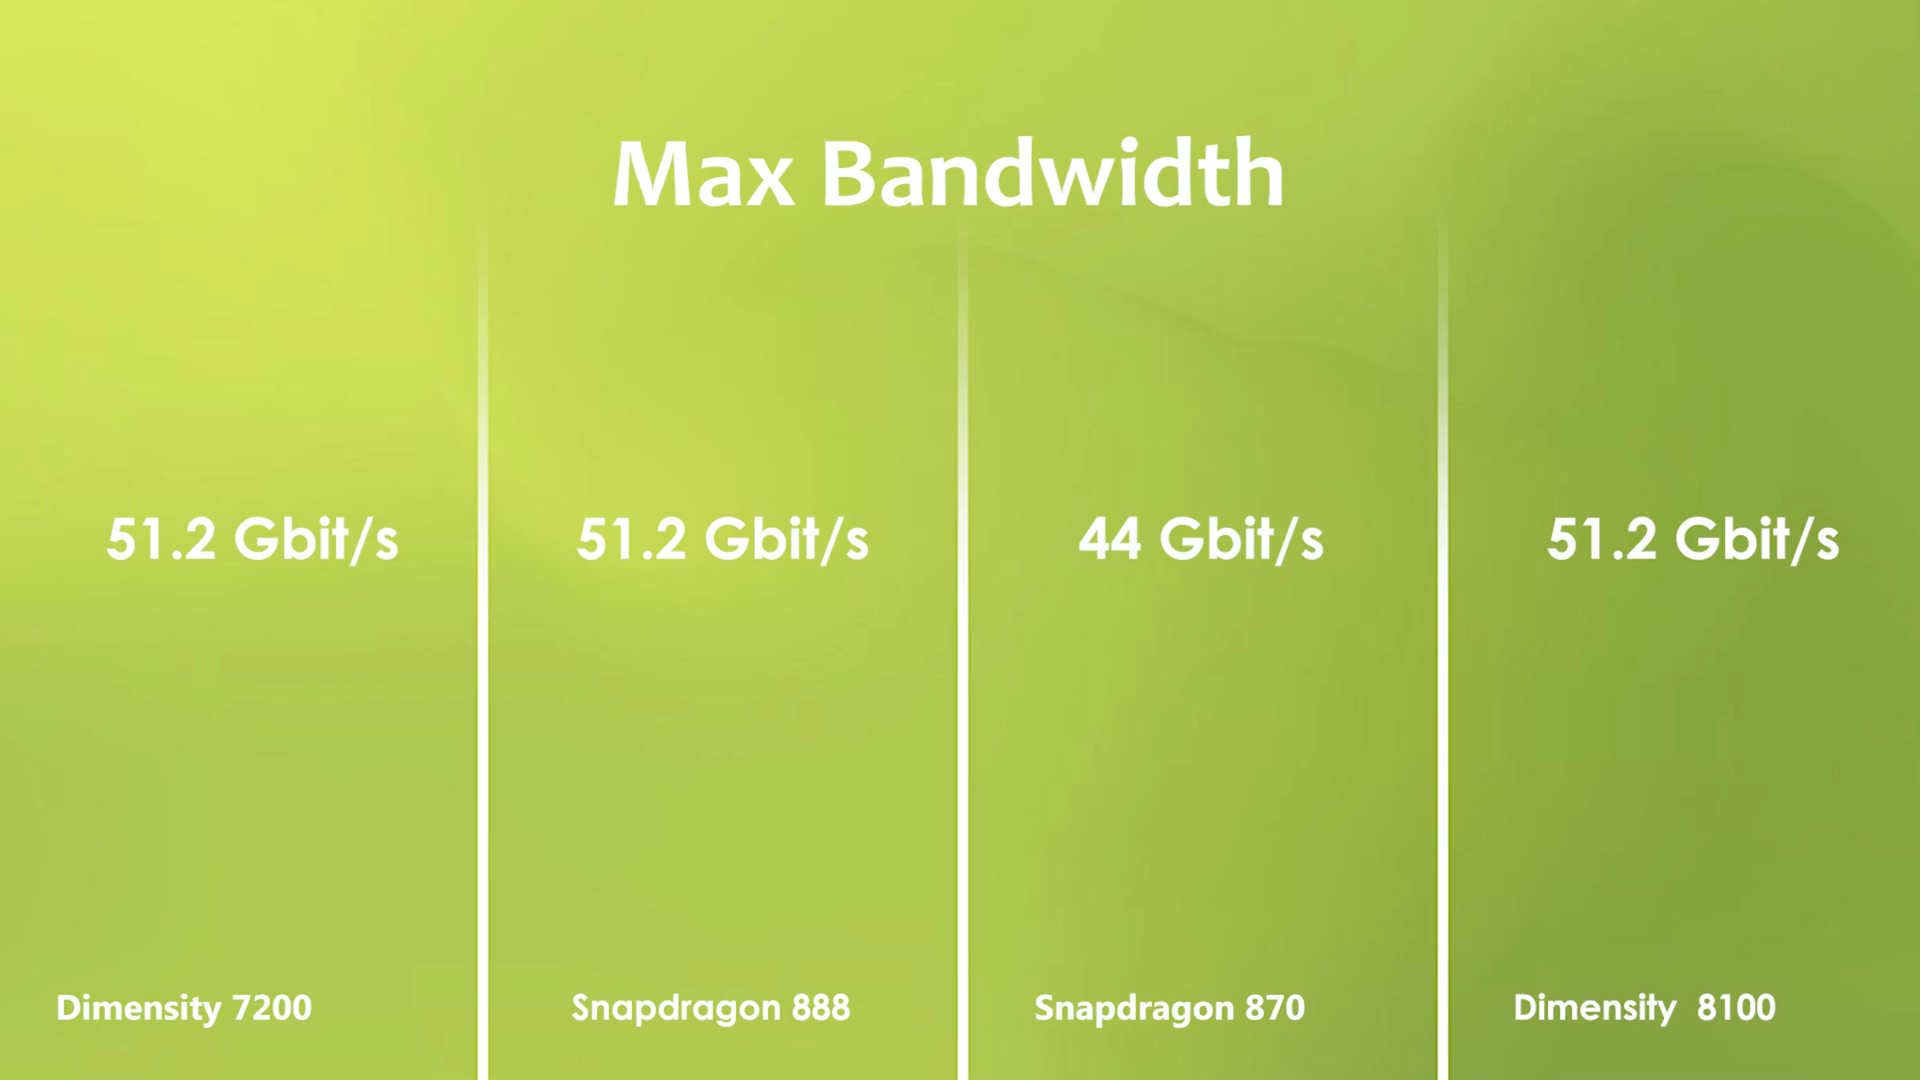 Max Bandwidth
51.2 Gbit/s
51.2 Gbit/s
44 Gbit/s
51.2 Gbit/s
Dimensity 7200
Snapdragon 888
Snapdragon 870
Dimensity 8100